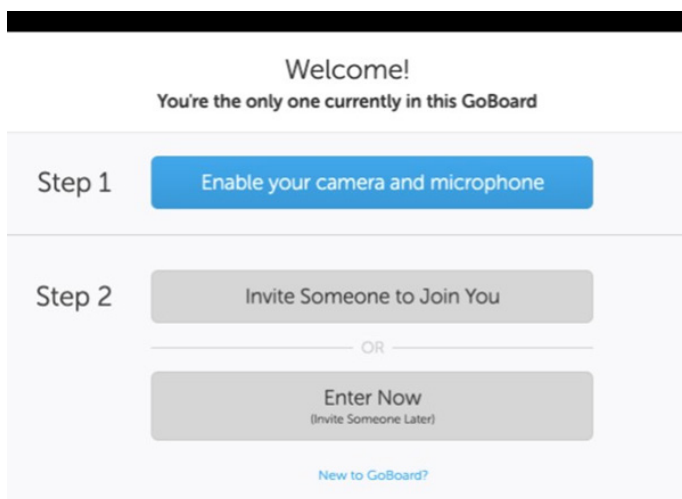 Welcome!
You're the only one currently in this GoBoard
Step 1
Enable your camera and microphone
Step 2
Invite Someone to Join You
OR
Enter Now
(Invite Someone Later)
New to GoBoard?